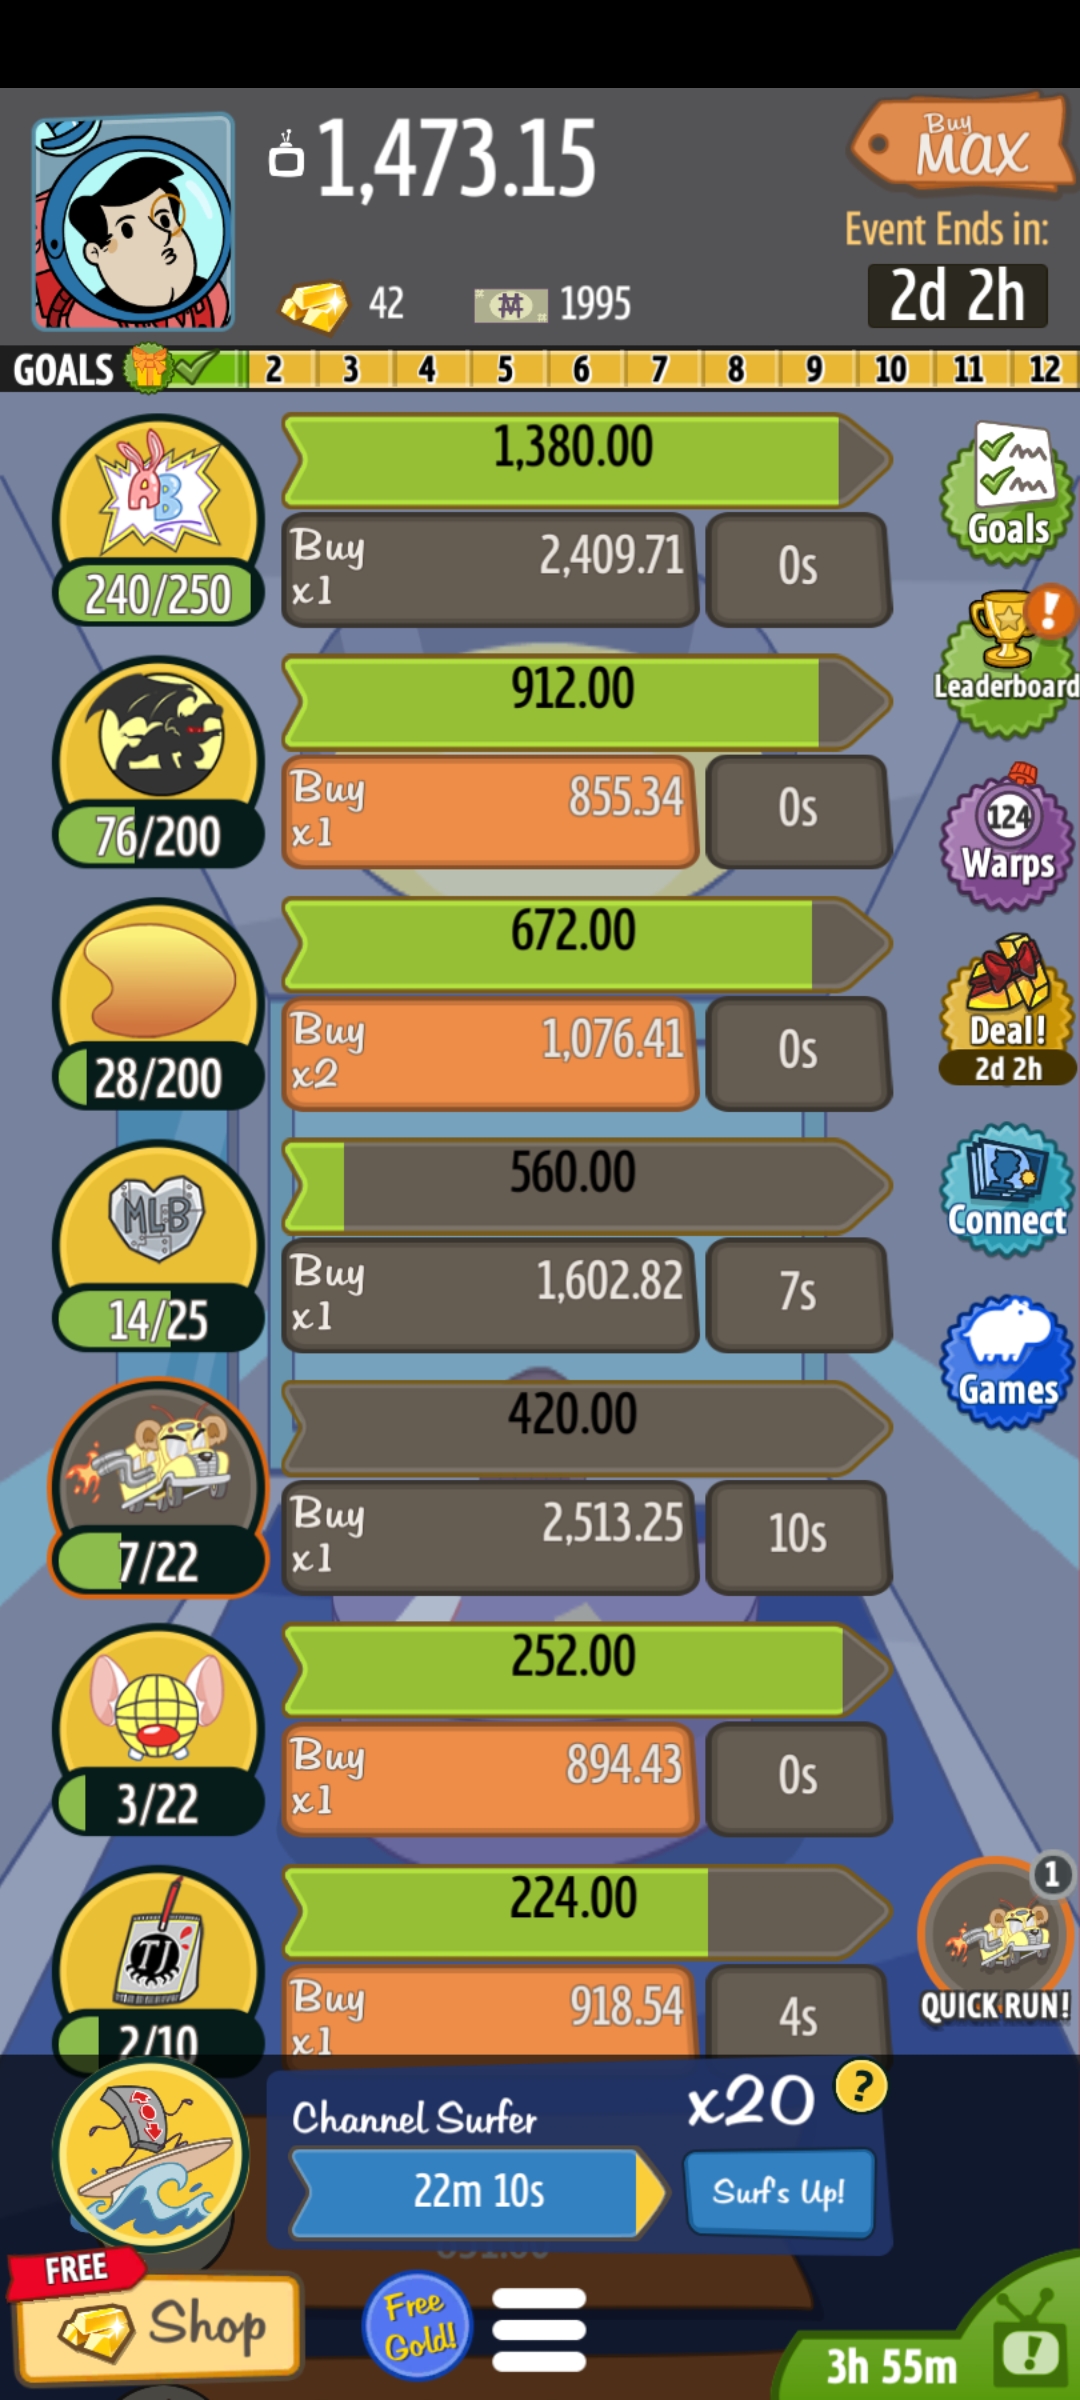 1,473.15
Buy
MAX
Event Ends in:
2d 2h
42
1995
GOALS 2 3 4 5 6 7 8 9 10 11 12
AB
240/250
1,380.00
Buy
x1
2,409.71
0s
Goals
76/200
912.00
Buy
x1
855.34
0s
Leaderboard
28/200
672.00
Buy
x2
1,076.41
0s
124
Warps
Deal!
2d 2h
MLB
14/25
560.00
Buy
x1
1,602.82
7s
Connect
7/22
420.00
Buy
x1
2,513.25
10s
Games
3/22
252.00
Buy
x1
894.43
0s
TJ
2/10
224.00
Buy
x1
918.54
4s
1
QUICK RUN!
Channel Surfer
x20
?
22m 10s
Surf's Up!
FREE
Shop
Free
Gold!
3h 55m